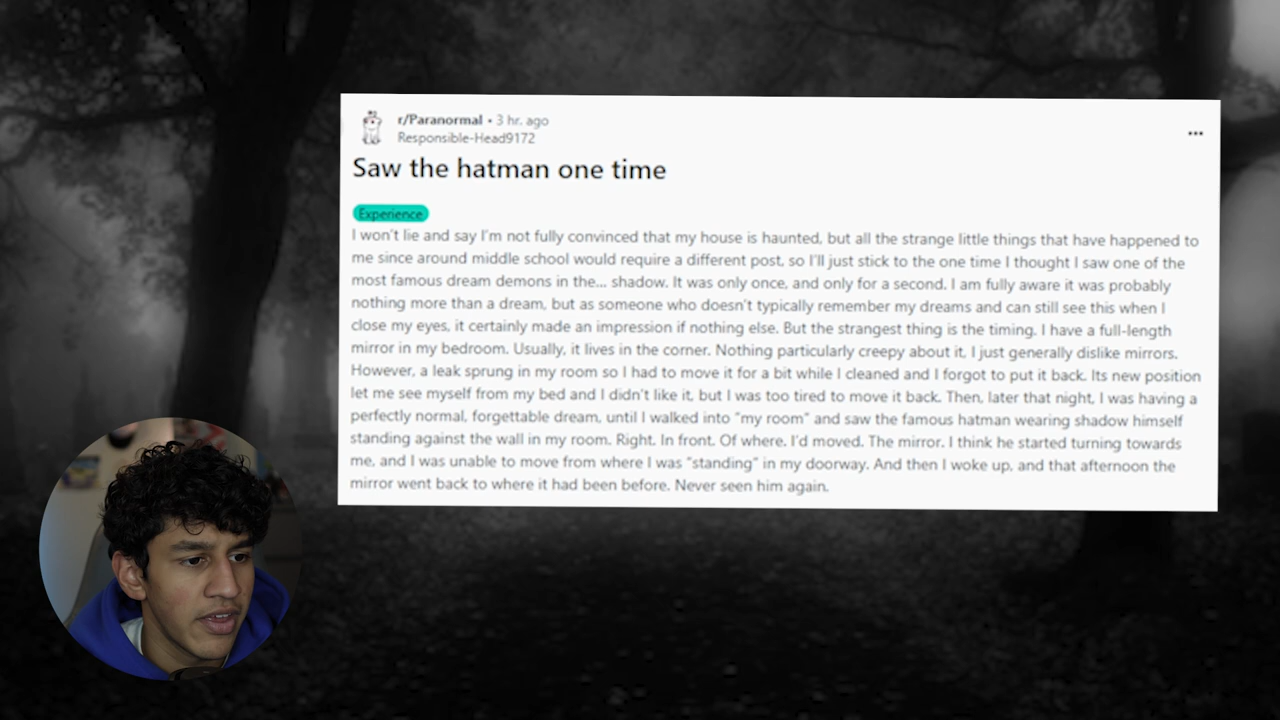 r/Paranormal • 3 hr. ago
Responsible-Head9172
Saw the hatman one time
Experience
I won't lie and say I'm not fully convinced that my house is haunted, but all the strange little things that have happened to
me since around middle school would require a different post, so I'll just stick to the one time I thought I saw one of the
most famous dream demons in the... shadow. It was only once, and only for a second. I am fully aware it was probably
nothing more than a dream, but as someone who doesn't typically remember my dreams and can still see this when I
close my eyes, it certainly made an impression if nothing else. But the strangest thing is the timing. I have a full-length
mirror in my bedroom. Usually, it lives in the corner. Nothing particularly creepy about it, I just generally dislike mirrors.
However, a leak sprung in my room so I had to move it for a bit while I cleaned and I forgot to put it back. Its new position
let me see myself from my bed and I didn't like it, but I was too tired to move it back. Then, later that night, I was having a
perfectly normal, forgettable dream, until I walked into "my room" and saw the famous hatman wearing shadow himself
standing against the wall in my room. Right. In front. Of where. I'd moved. The mirror. I think he started turning towards
me, and I was unable to move from where I was "standing" in my doorway. And then I woke up, and that afternoon the
mirror went back to where it had been before. Never seen him again.